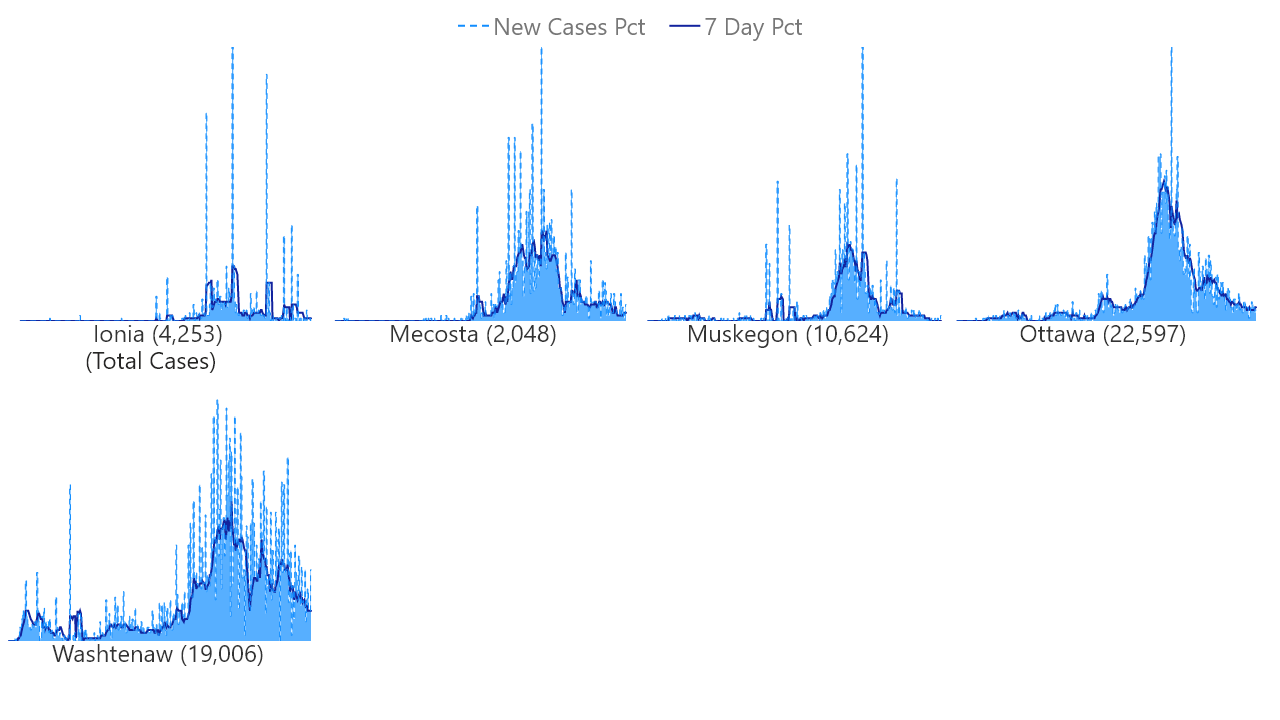 New Cases Pct 7 Day Pct
Ionia (4,253)
(Total Cases)
Mecosta (2,048)
Muskegon (10,624)
Ottawa (22,597)
Washtenaw (19,006)